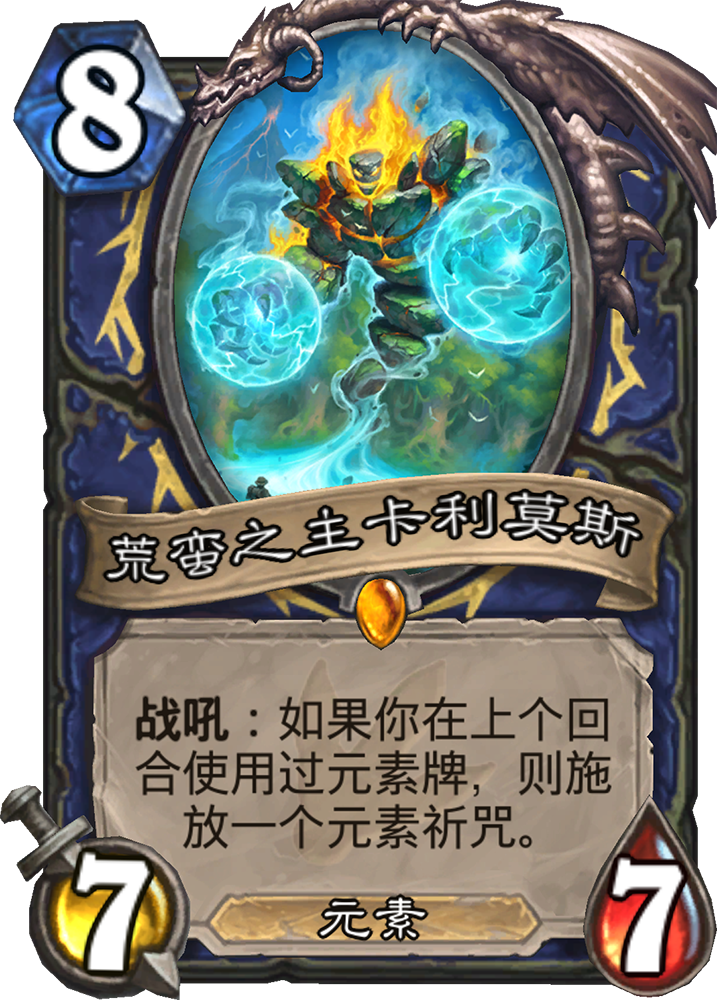 8
荒蛮之主卡利莫斯
战吼：如果你在上个回
合使用过元素牌，则施
放一个元素祈咒。
7
元素
7